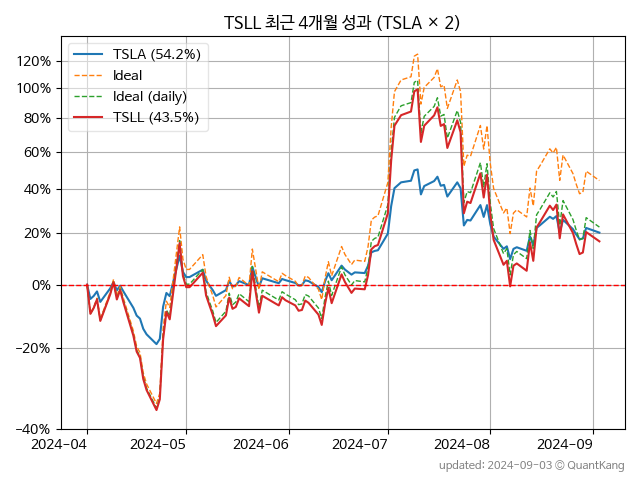 TSLL 최근 4개월 성과 (TSLA × 2)
TSLA (54.2%)
Ideal
Ideal (daily)
TSLL (43.5%)
120%
100%
80%
60%
40%
20%
0%
−20%
−40%
2024-04
2024-05
2024-06
2024-07
2024-08
2024-09
updated: 2024-09-03 © QuantKang